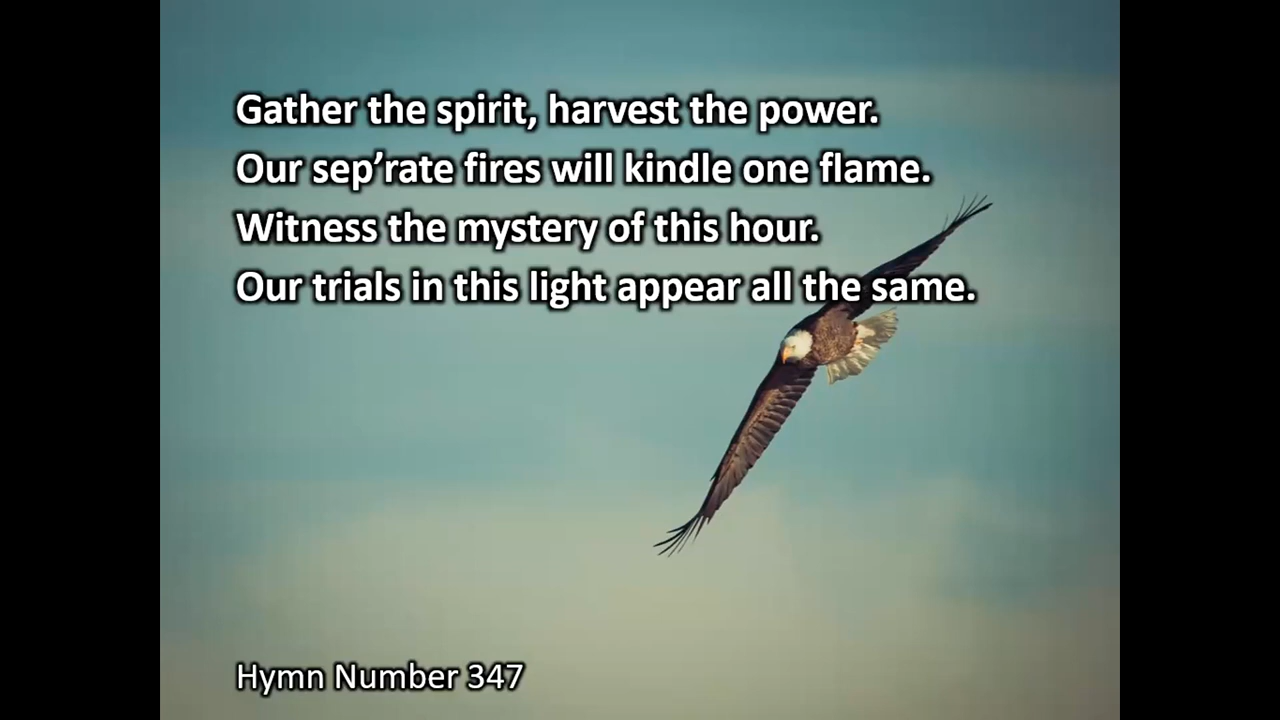 Gather the spirit, harvest the power.
Our sep’rate fires will kindle one flame.
Witness the mystery of this hour.
Our trials in this light appear all the same.
Hymn Number 347